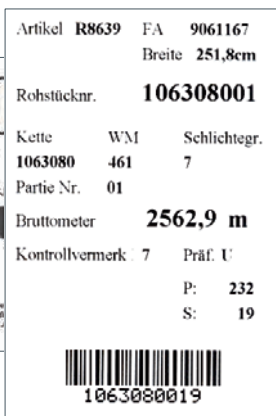 Artikel R8639 FA 9061167
Breite 251,8cm
Rohstücknr. 106308001
Kette WM Schlichtegr.
1063080 461 7
Partie Nr. 01
Bruttometer 2562,9 m
Kontrollvermerk : 7 Präf. U
P: 232
S: 19
1063080019